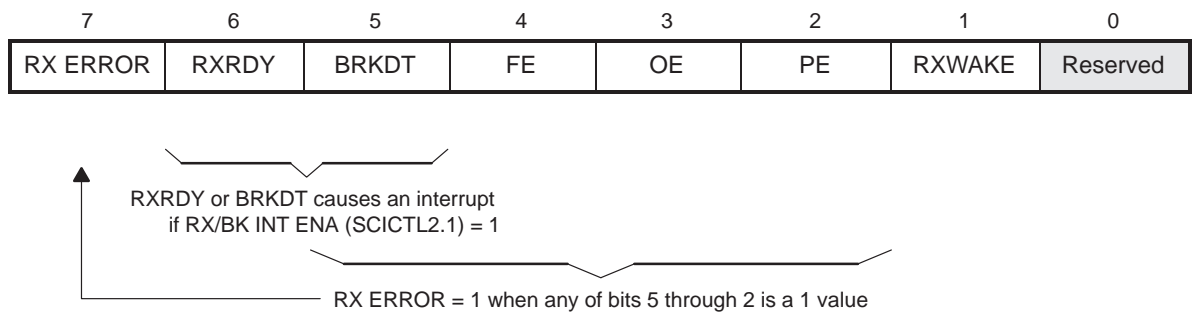 7 6 5 4 3 2 1 0
RX ERROR RXRDY BRKDT FE OE PE RXWAKE Reserved
RXRDY or BRKDT causes an interrupt
if RX/BK INT ENA (SCICTL2.1) = 1
RX ERROR = 1 when any of bits 5 through 2 is a 1 value